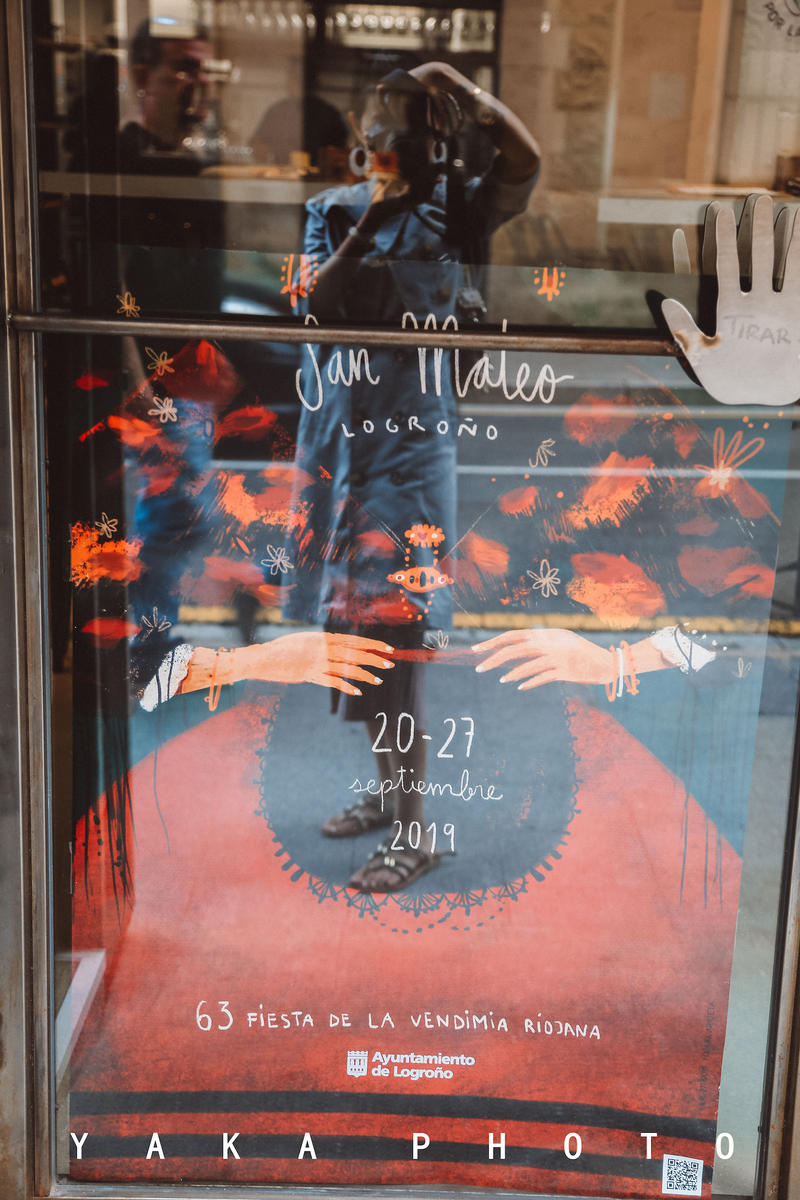 POR L
TIRAR
San Mateo
LOGROÑO
20-27
septiembre
2019
63 FIESTA DE LA VENDIMIA RIOJANA
Ayuntamiento
de Logroño
YAKA PHOTO